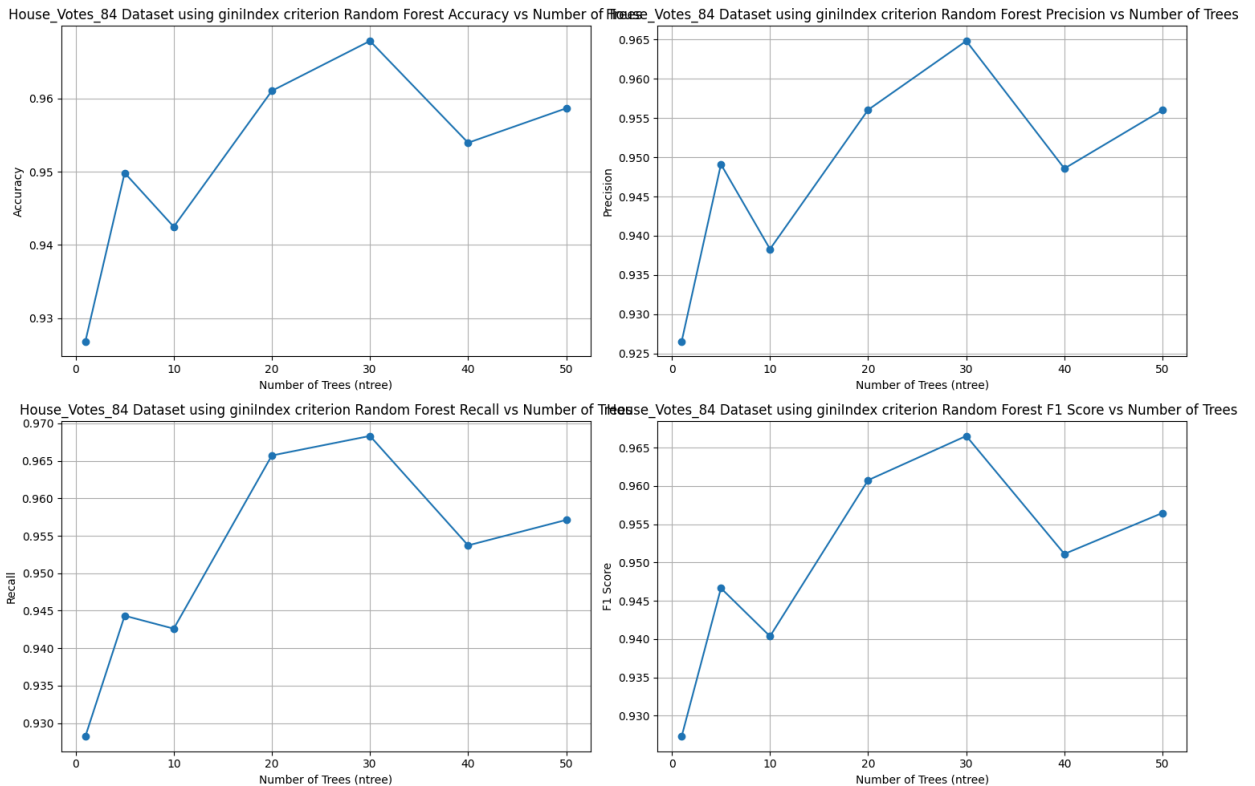 House_Votes_84 Dataset using giniIndex criterion Random Forest Accuracy vs Number of Trees
0.96
0.95
0.94
0.93
Accuracy
0 10 20 30 40 50
Number of Trees (ntree)
House_Votes_84 Dataset using giniIndex criterion Random Forest Precision vs Number of Trees
0.965
0.960
0.955
0.950
0.945
0.940
0.935
0.930
0.925
Precision
0 10 20 30 40 50
Number of Trees (ntree)
House_Votes_84 Dataset using giniIndex criterion Random Forest Recall vs Number of Trees
0.970
0.965
0.960
0.955
0.950
0.945
0.940
0.935
0.930
Recall
0 10 20 30 40 50
Number of Trees (ntree)
House_Votes_84 Dataset using giniIndex criterion Random Forest F1 Score vs Number of Trees
0.965
0.960
0.955
0.950
0.945
0.940
0.935
0.930
F1 Score
0 10 20 30 40 50
Number of Trees (ntree)